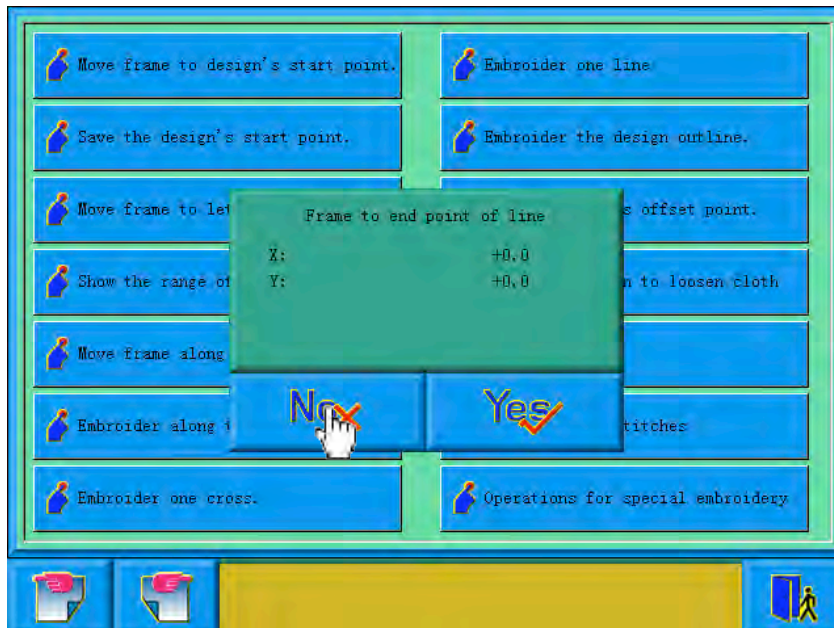 Move frame to design's start point.
Embroider one line
Save the design's start point.
Embroider the design outline.
Move frame to
offset point.
Show the range of
to loosen cloth
Move frame along
Embroider along
titches
Embroider one cross.
Operations for special embroidery
Frame to end point of line
X: +0.0
Y: +0.0
No
Yes